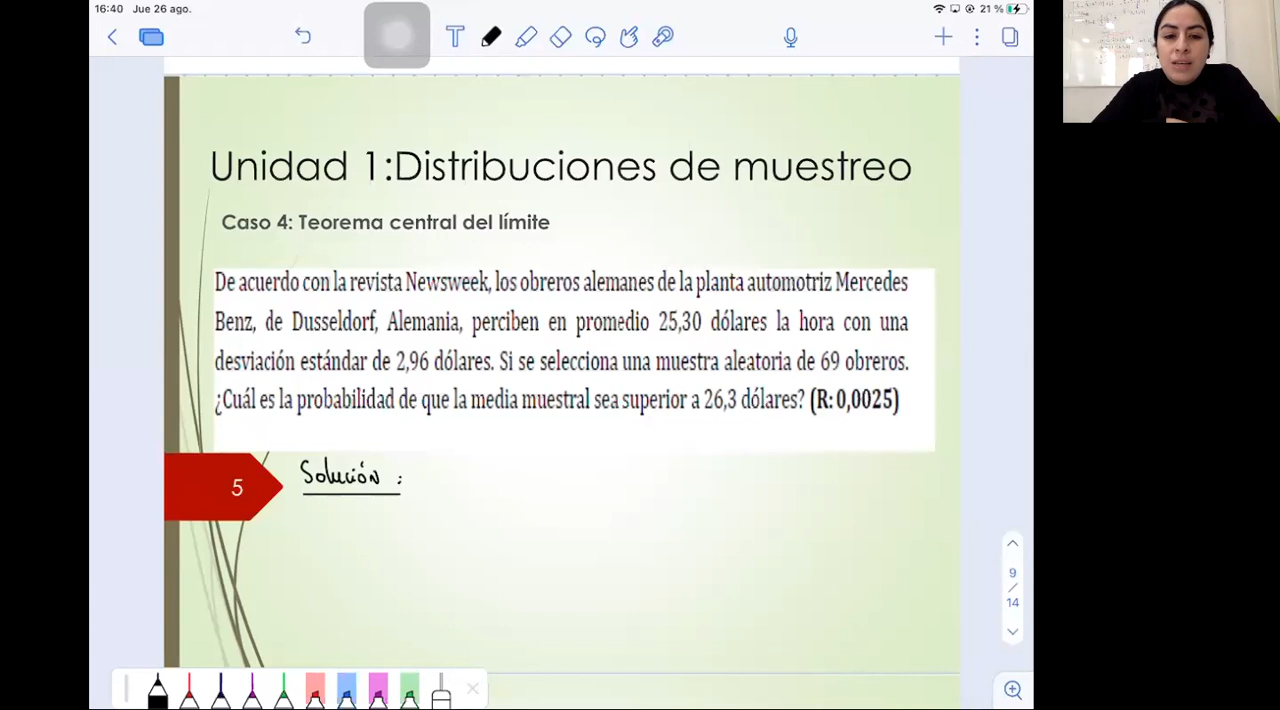 16:40 Jue 26 ago.
21 %
Unidad 1:Distribuciones de muestreo
Caso 4: Teorema central del límite
De acuerdo con la revista Newsweek, los obreros alemanes de la planta automotriz Mercedes
Benz, de Dusseldorf, Alemania, perciben en promedio 25,30 dólares la hora con una
desviación estándar de 2,96 dólares. Si se selecciona una muestra aleatoria de 69 obreros.
¿Cuál es la probabilidad de que la media muestral sea superior a 26,3 dólares? (R: 0,0025)
5
Solución :
9
/
14